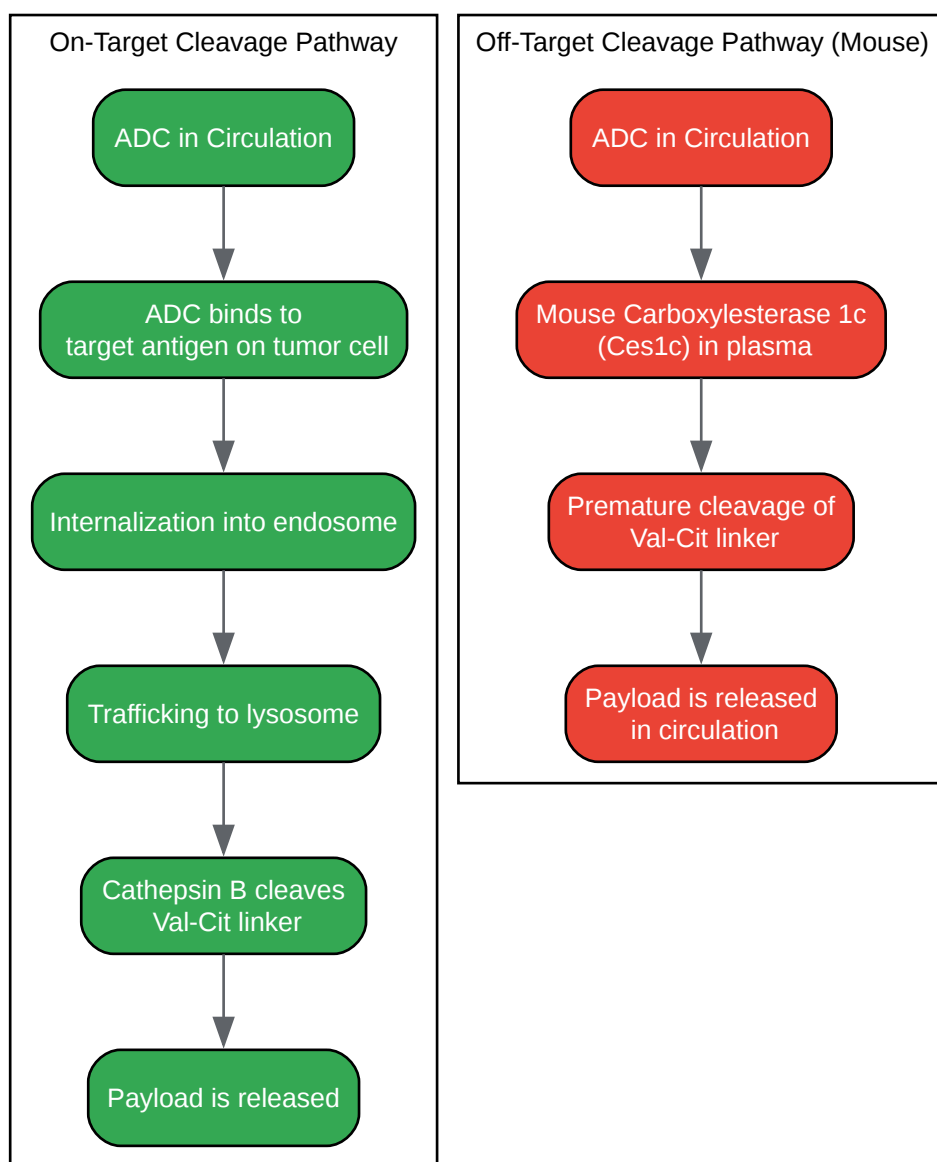 On-Target Cleavage Pathway
ADC in Circulation
ADC binds to
target antigen on tumor cell
Internalization into endosome
Trafficking to lysosome
Cathepsin B cleaves
Val-Cit linker
Payload is released
Off-Target Cleavage Pathway (Mouse)
ADC in Circulation
Mouse Carboxylesterase 1c
(Ces1c) in plasma
Premature cleavage of
Val-Cit linker
Payload is released
in circulation